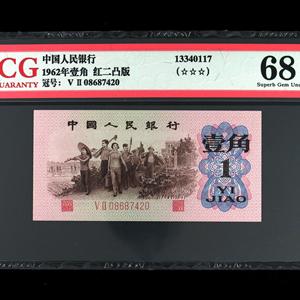 CG
GUARANTY
中国人民银行
1962年壹角 红二凸版
冠号: V II 08687420
13340117
(☆☆☆)
68
Superb Gem Unc
中國人民銀行
壹角
1
YI
JIAO
V II 08687420